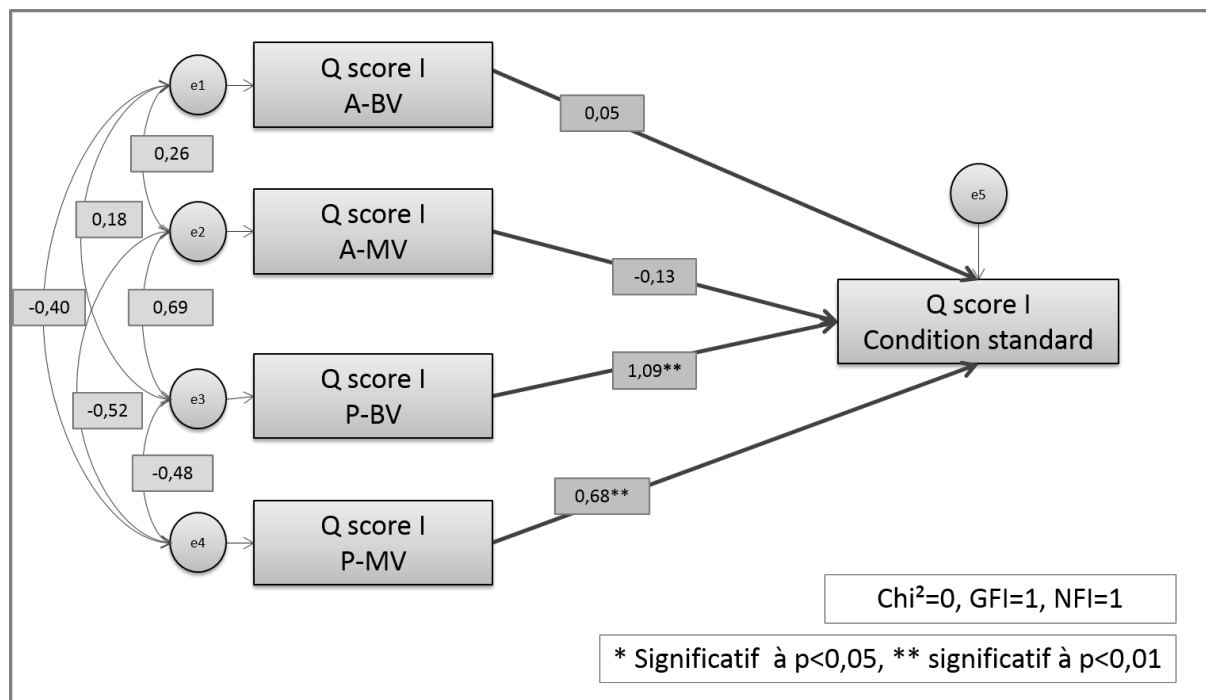 e1
Q score I
A-BV
0,05
0,26
e5
0,18
e2
Q score I
A-MV
-0,13
-0,40
0,69
Q score I
Condition standard
1,09**
-0,52
e3
Q score I
P-BV
-0,48
0,68**
e4
Q score I
P-MV
Chi²=0, GFI=1, NFI=1
* Significatif à p<0,05, ** significatif à p<0,01